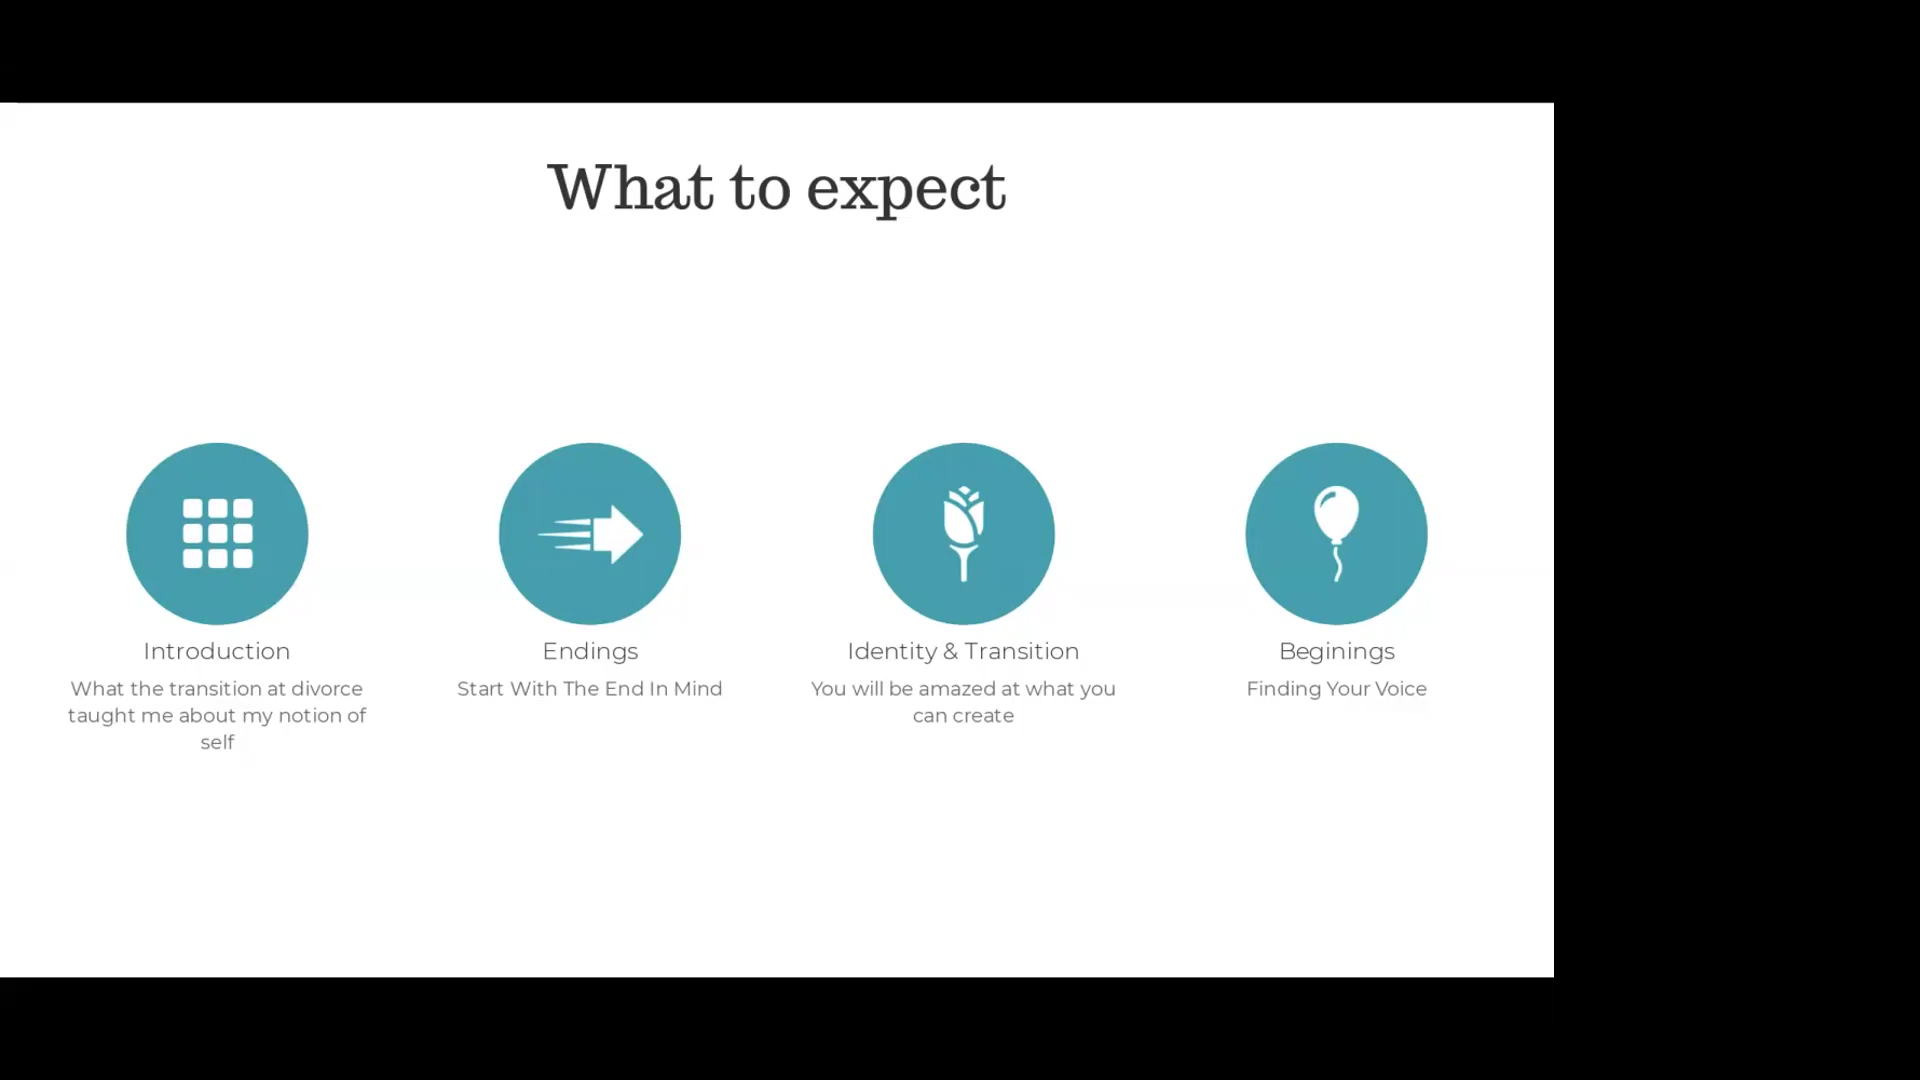 What to expect
Introduction
What the transition at divorce
taught me about my notion of
self
Endings
Start With The End In Mind
Identity & Transition
You will be amazed at what you
can create
Beginings
Finding Your Voice